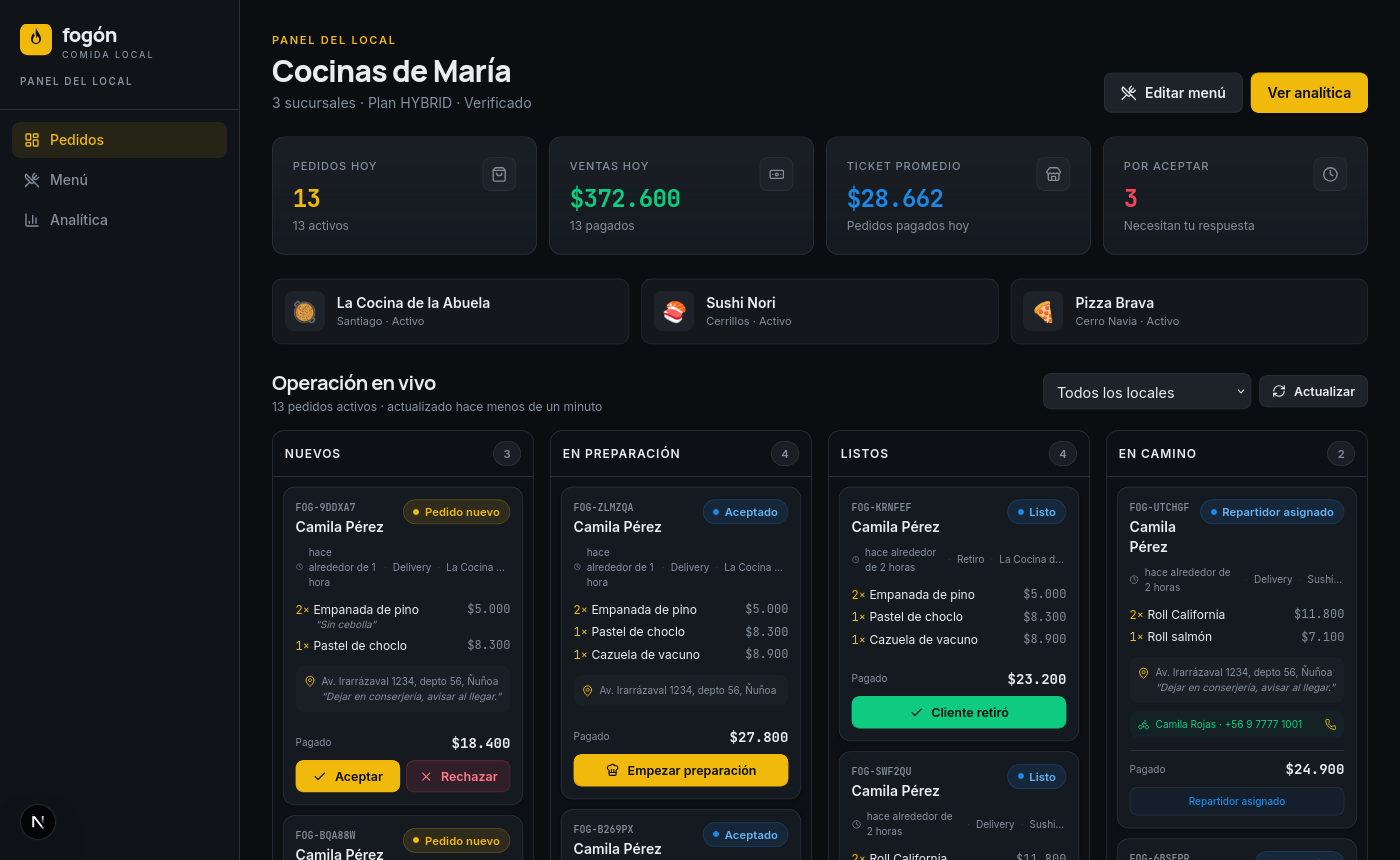 fogón
COMIDA LOCAL
PANEL DEL LOCAL
Pedidos
Menú
Analítica
N
PANEL DEL LOCAL
Cocinas de María
3 sucursales · Plan HYBRID · Verificado
Editar menú
Ver analítica
PEDIDOS HOY
13
13 activos
VENTAS HOY
$372.600
13 pagados
TICKET PROMEDIO
$28.662
Pedidos pagados hoy
POR ACEPTAR
3
Necesitan tu respuesta
La Cocina de la Abuela
Santiago · Activo
Sushi Nori
Cerrillos · Activo
Pizza Brava
Cerro Navia · Activo
Operación en vivo
13 pedidos activos · actualizado hace menos de un minuto
Todos los locales
Actualizar
NUEVOS 3
FOG-9DDXA7
Camila Pérez
Pedido nuevo
hace
alrededor de 1
hora
· Delivery · La Cocina ...
2× Empanada de pino $5.000
“Sin cebolla”
1× Pastel de choclo $8.300
Av. Irarrázaval 1234, depto 56, Ñuñoa
“Dejar en conserjería, avisar al llegar.”
Pagado $18.400
Aceptar
Rechazar
FOG-BQA88W
Camila Pérez
Pedido nuevo
EN PREPARACIÓN 4
FOG-ZLMZQA
Camila Pérez
Aceptado
hace
alrededor de 1
hora
· Delivery · La Cocina ...
2× Empanada de pino $5.000
1× Pastel de choclo $8.300
1× Cazuela de vacuno $8.900
Av. Irarrázaval 1234, depto 56, Ñuñoa
Pagado $27.800
Empezar preparación
FOG-B269PX
Camila Pérez
Aceptado
LISTOS 4
FOG-KRNFEF
Camila Pérez
Listo
hace alrededor
de 2 horas
· Retiro · La Cocina d...
2× Empanada de pino $5.000
1× Pastel de choclo $8.300
1× Cazuela de vacuno $8.900
Pagado $23.200
Cliente retiró
FOG-SWF2QU
Camila Pérez
Listo
hace alrededor de
2 horas
· Delivery · Sushi...
2× Roll California $11.800
EN CAMINO 2
FOG-UTCHGF
Camila
Pérez
Repartidor asignado
hace alrededor de
2 horas
· Delivery · Sushi...
2× Roll California $11.800
1× Roll salmón $7.100
Av. Irarrázaval 1234, depto 56, Ñuñoa
“Dejar en conserjería, avisar al llegar.”
Camila Rojas · +56 9 7777 1001
Pagado $24.900
Repartidor asignado